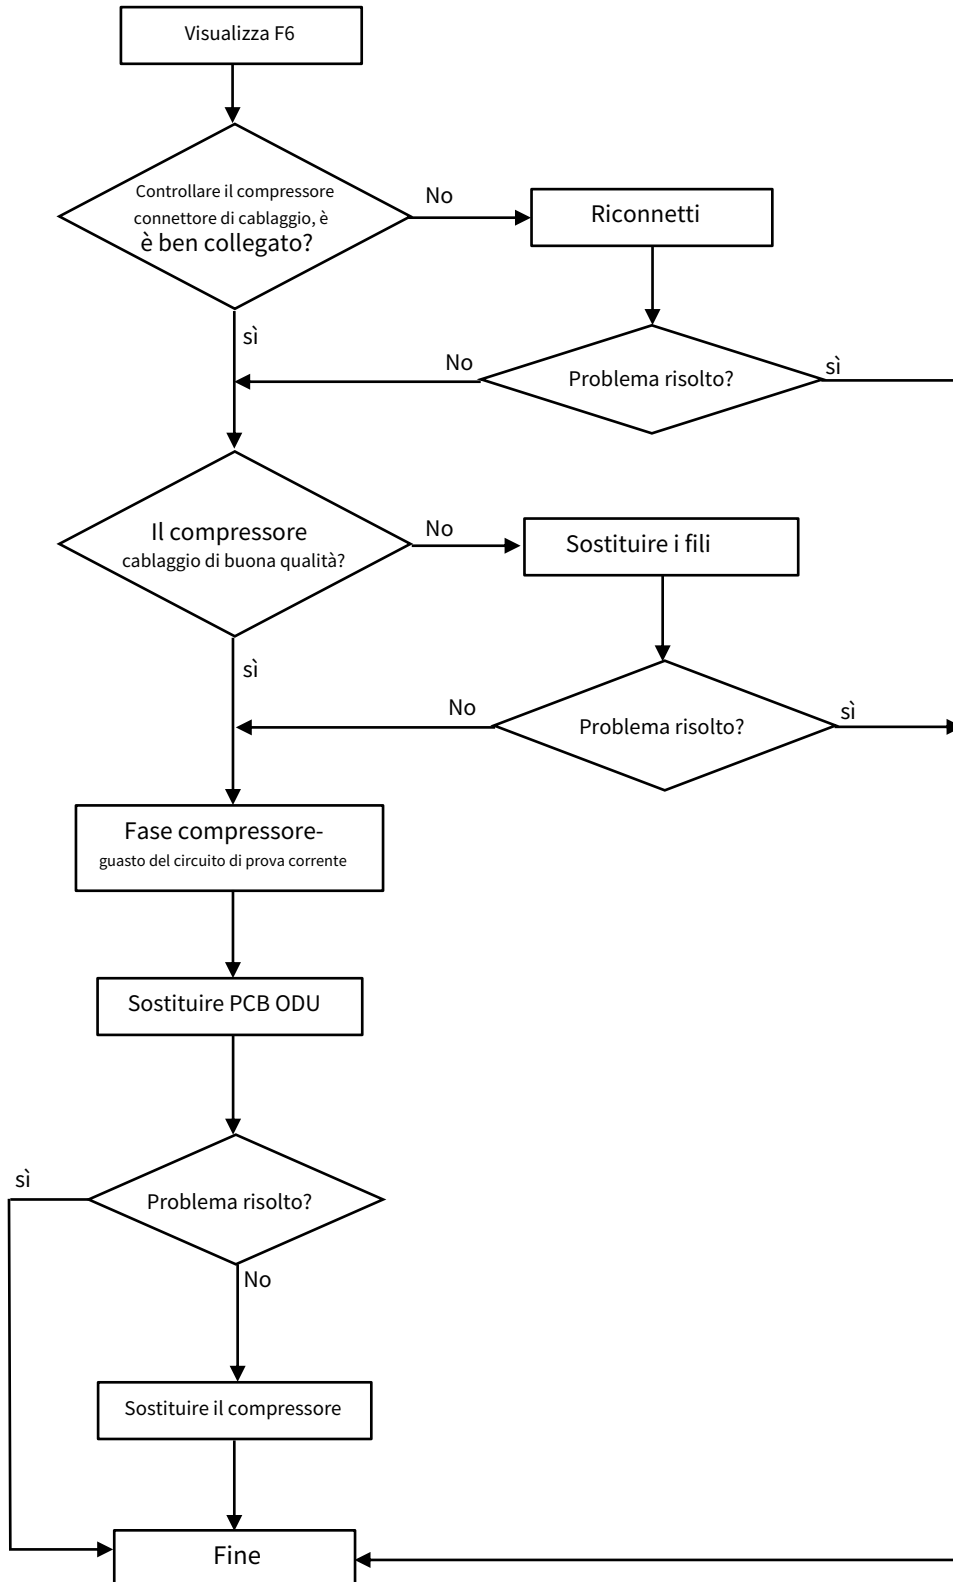 Visualizza F6
Controllare il compressore
connettore di cablaggio, è
è ben collegato?
No
Riconnetti
sì
No
Problema risolto?
sì
Il compressore
cablaggio di buona qualità?
No
Sostituire i fili
sì
No
Problema risolto?
sì
Fase compressore-
guasto del circuito di prova corrente
Sostituire PCB ODU
sì
Problema risolto?
No
Sostituire il compressore
Fine